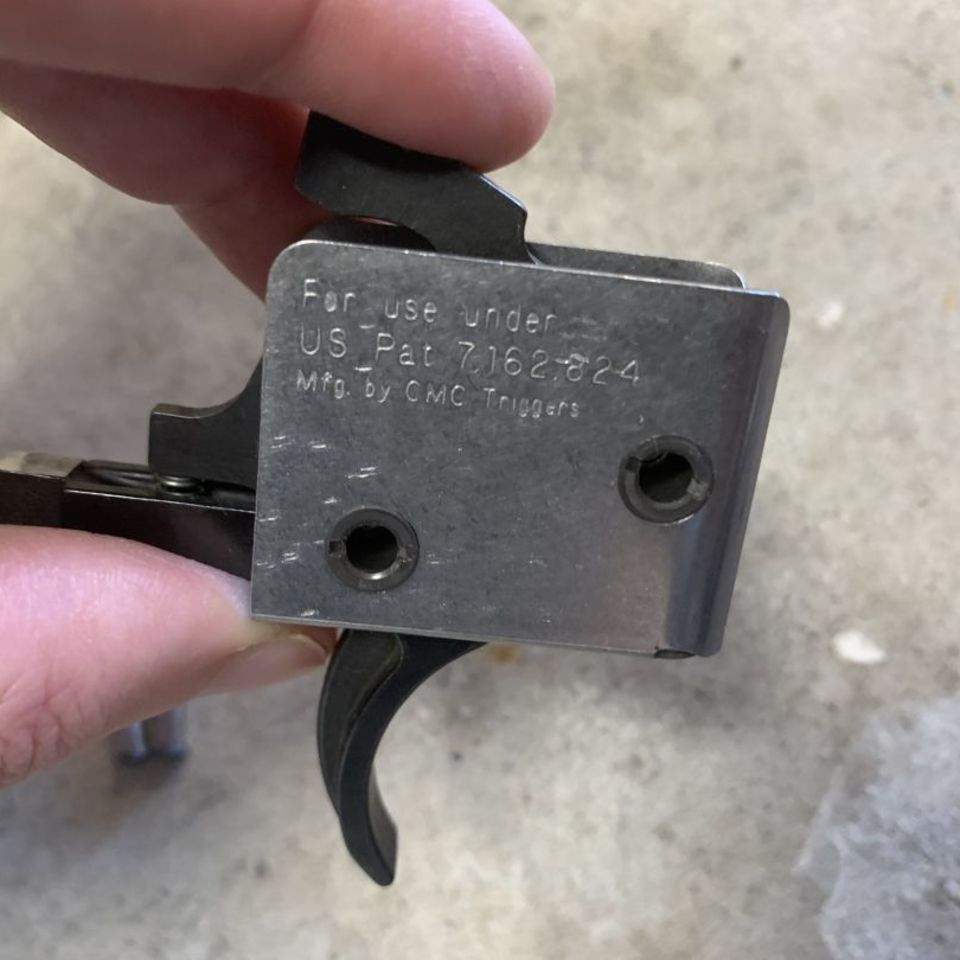 For use under
US Pat 7,162,824
Mfg. by CMC Triggers